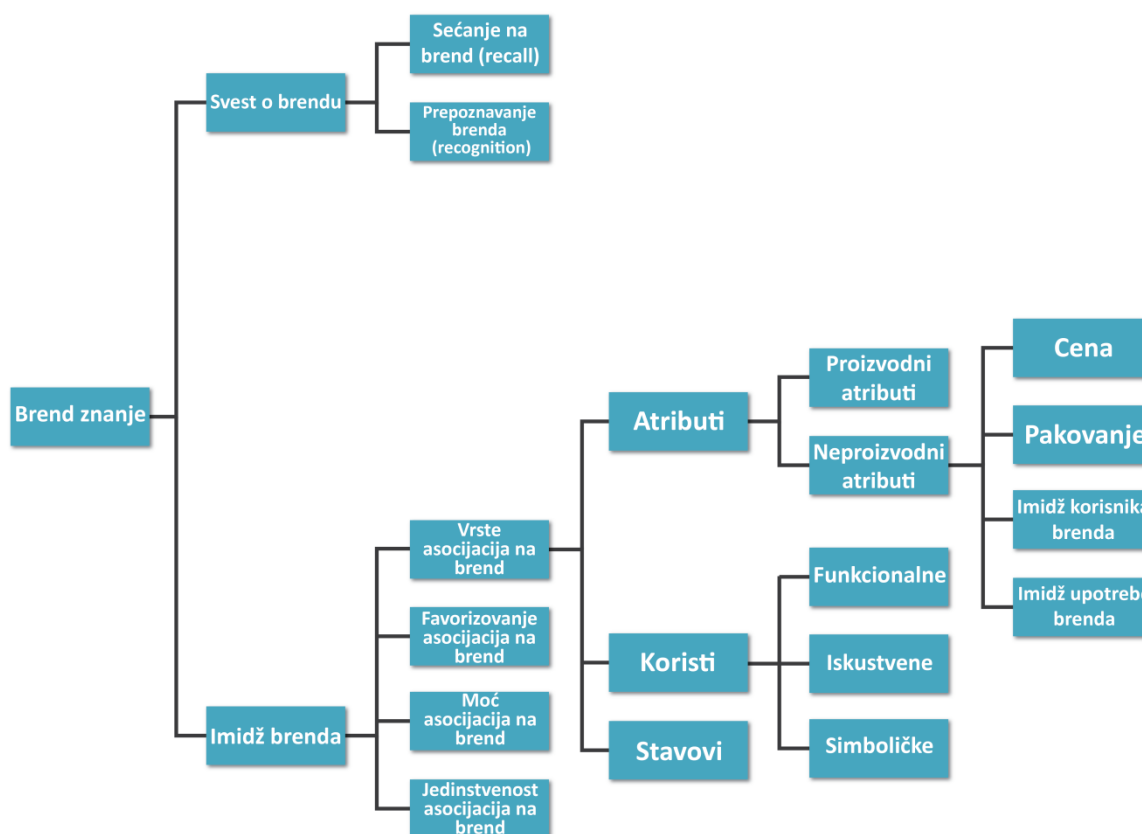 Sećanje na
brend (recall)
Svest o brendu
Prepoznavanje
brenda
(recognition)
Brend znanje
Imidž brenda
Vrste
asocijacija na
brend
Favorizovanje
asocijacija na
brend
Moć
asocijacija na
brend
Jedinstvenost
asocijacija na
brend
Atributi
Koristi
Stavovi
Proizvodni
atributi
Neproizvodni
atributi
Funkcionalne
Iskustvene
Simboličke
Cena
Pakovanje
Imidž korisnika
brenda
Imidž upotrebe
brenda